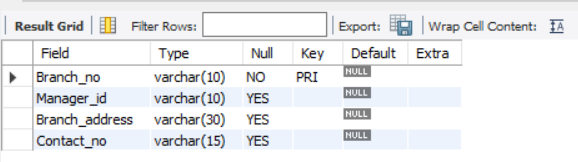 Result Grid Filter Rows: Export: Wrap Cell Content: IA
Field Type Null Key Default Extra
Branch_no varchar(10) NO PRI NULL
Manager_id varchar(10) YES NULL
Branch_address varchar(30) YES NULL
Contact_no varchar(15) YES NULL